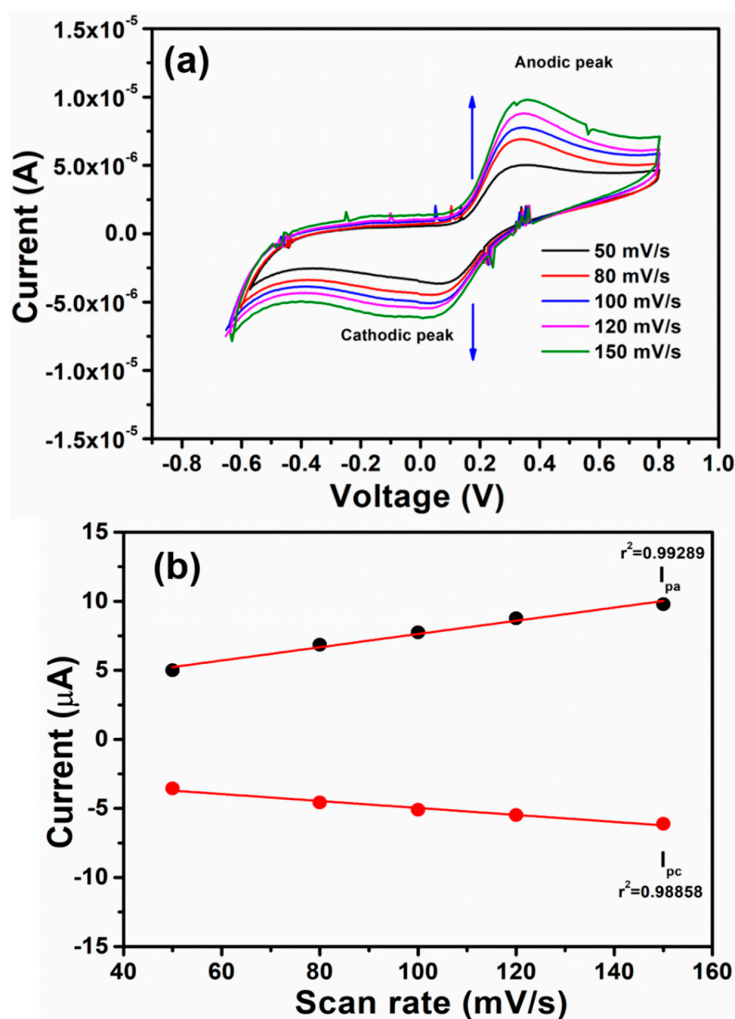 (a)
Anodic peak
Cathodic peak
50 mV/s
80 mV/s
100 mV/s
120 mV/s
150 mV/s
1.5x10⁻⁵
1.0x10⁻⁵
5.0x10⁻⁶
0.0
-5.0x10⁻⁶
-1.0x10⁻⁵
-1.5x10⁻⁵
Current (A)
-0.8 -0.6 -0.4 -0.2 0.0 0.2 0.4 0.6 0.8 1.0
Voltage (V)
(b)
r²=0.99289
I_pa
I_pc
r²=0.98858
15
10
5
0
-5
-10
-15
Current (μA)
40 60 80 100 120 140 160
Scan rate (mV/s)